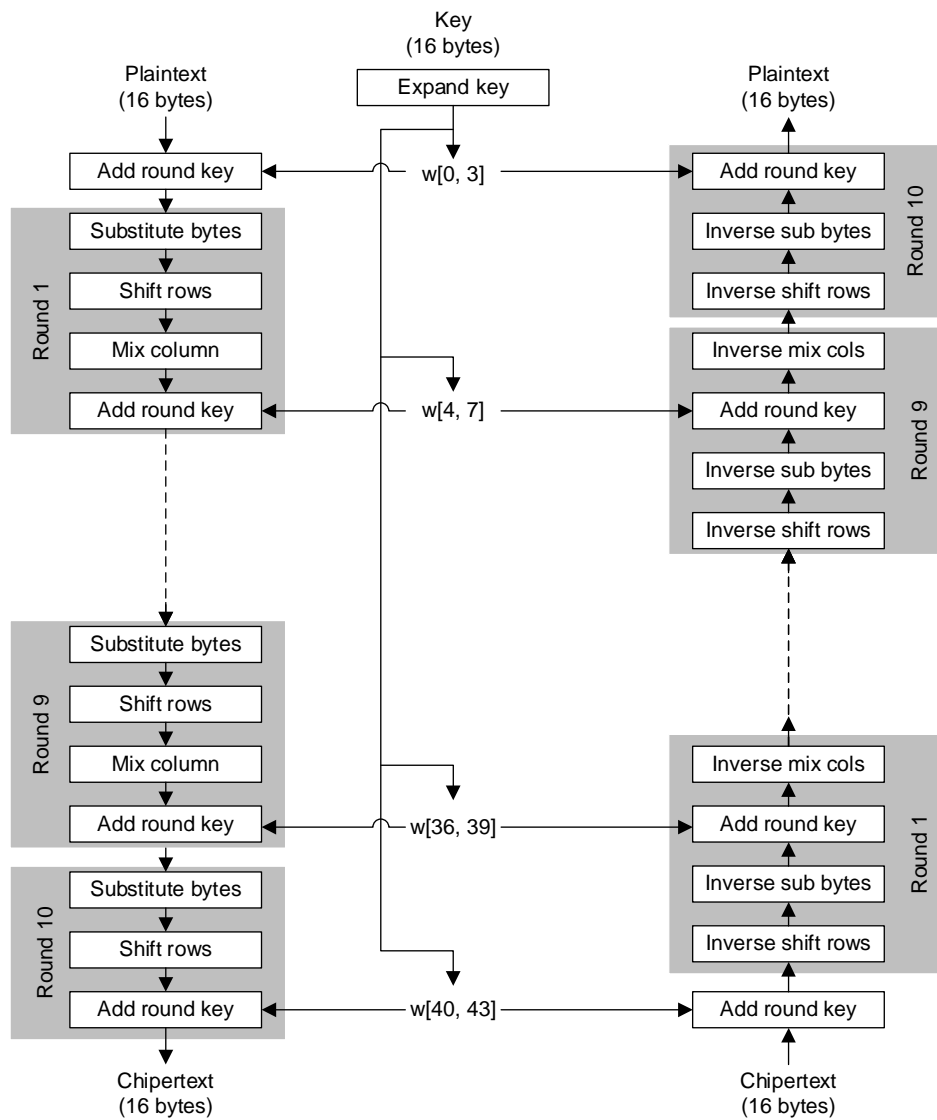 Key
(16 bytes)
Expand key
Plaintext
(16 bytes)
Add round key
Round 1
Substitute bytes
Shift rows
Mix column
Add round key
Round 9
Substitute bytes
Shift rows
Mix column
Add round key
Round 10
Substitute bytes
Shift rows
Add round key
Chipertext
(16 bytes)
w[0, 3]
w[4, 7]
w[36, 39]
w[40, 43]
Plaintext
(16 bytes)
Add round key
Inverse sub bytes
Inverse shift rows
Round 10
Inverse mix cols
Add round key
Inverse sub bytes
Inverse shift rows
Round 9
Inverse mix cols
Add round key
Inverse sub bytes
Inverse shift rows
Round 1
Add round key
Chipertext
(16 bytes)